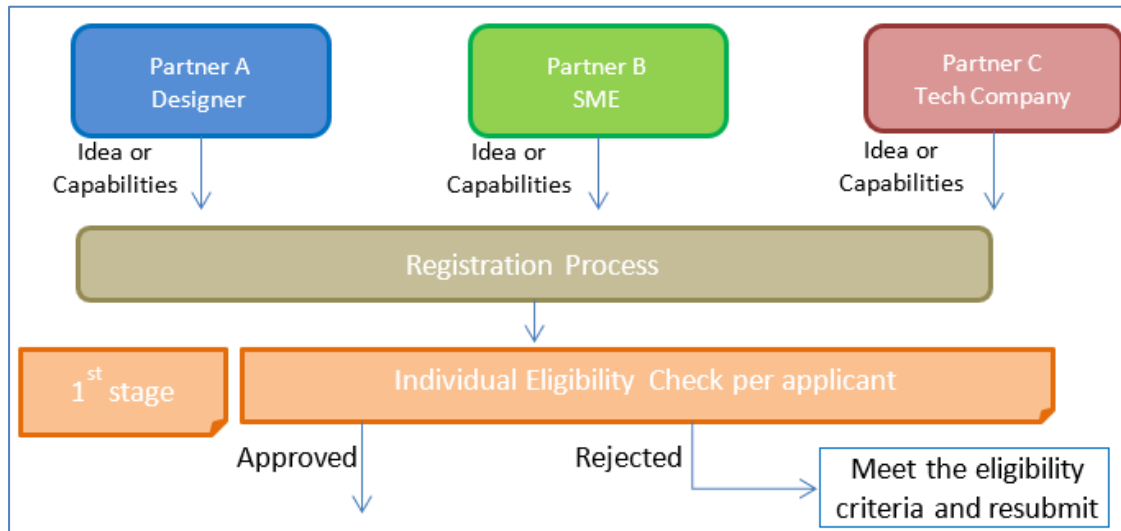 Partner A
Designer
Partner B
SME
Partner C
Tech Company
Idea or
Capabilities
Idea or
Capabilities
Idea or
Capabilities
Registration Process
1st stage
Individual Eligibility Check per applicant
Approved
Rejected
Meet the eligibility
criteria and resubmit